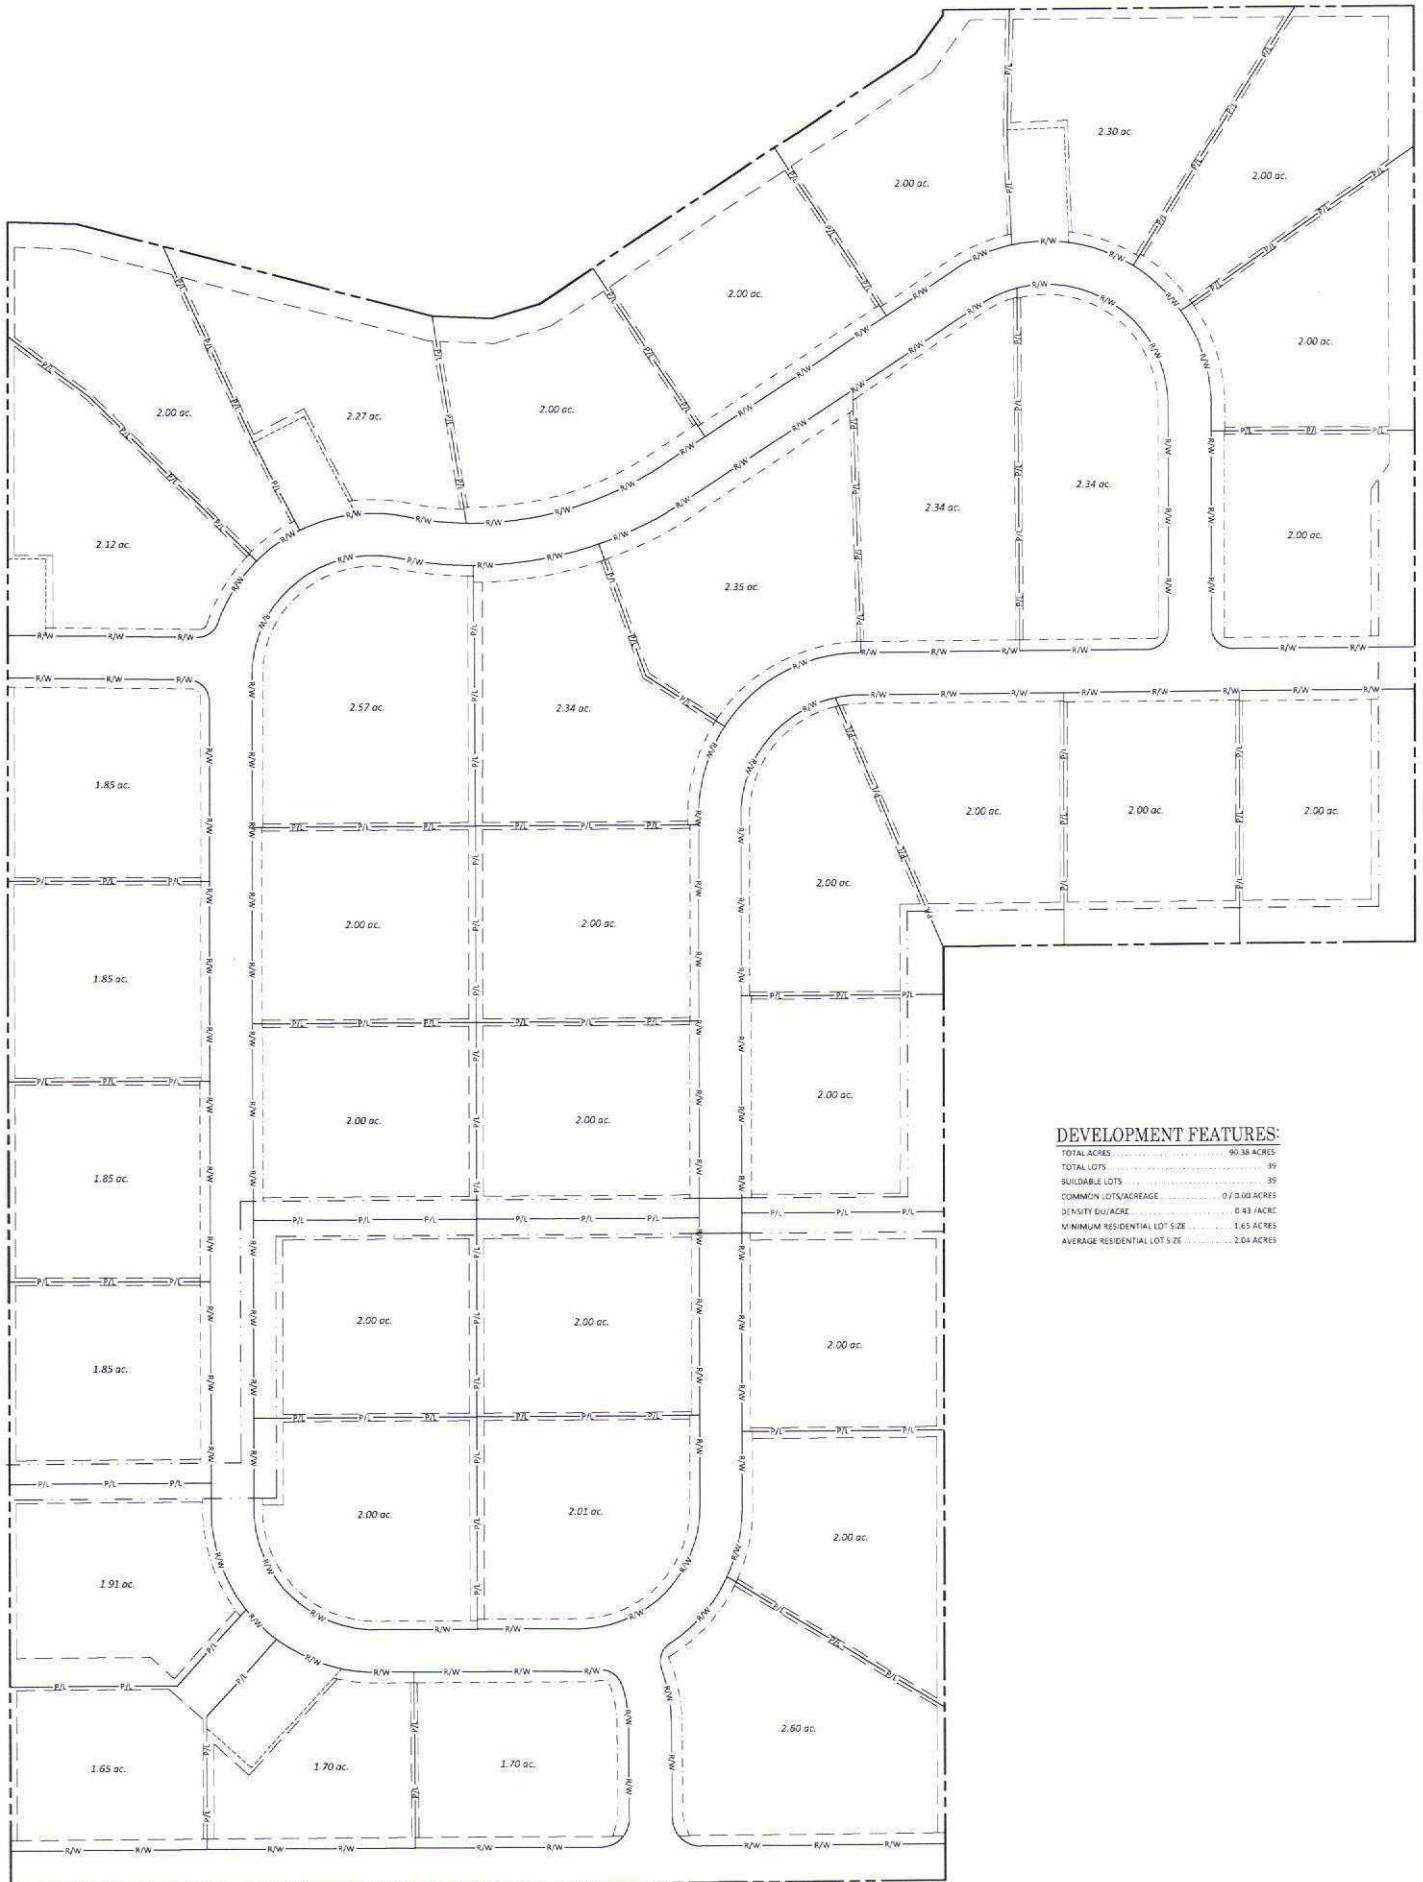 2.30 ac.
2.00 ac.
2.00 ac.
2.00 ac.
2.00 ac.
2.00 ac.
2.27 ac.
2.00 ac.
2.12 ac.
2.34 ac.
2.34 ac.
2.00 ac.
2.35 ac.
2.57 ac.
2.34 ac.
1.85 ac.
2.00 ac.
2.00 ac.
2.00 ac.
2.00 ac.
2.00 ac.
2.00 ac.
1.85 ac.
2.00 ac.
2.00 ac.
2.00 ac.
1.85 ac.
2.00 ac.
2.00 ac.
2.00 ac.
1.85 ac.
2.00 ac.
2.01 ac.
2.00 ac.
1.91 ac.
2.60 ac.
1.65 ac.
1.70 ac.
1.70 ac.
P/L
R/W
DEVELOPMENT FEATURES:
TOTAL ACRES 90.38 ACRES
TOTAL LOTS 39
BUILDABLE LOTS 39
COMMON LOTS/ACREAGE 0 / 0.00 ACRES
DENSITY DU/ACRE 0.43 /ACRE
MINIMUM RESIDENTIAL LOT SIZE 1.65 ACRES
AVERAGE RESIDENTIAL LOT SIZE 2.04 ACRES